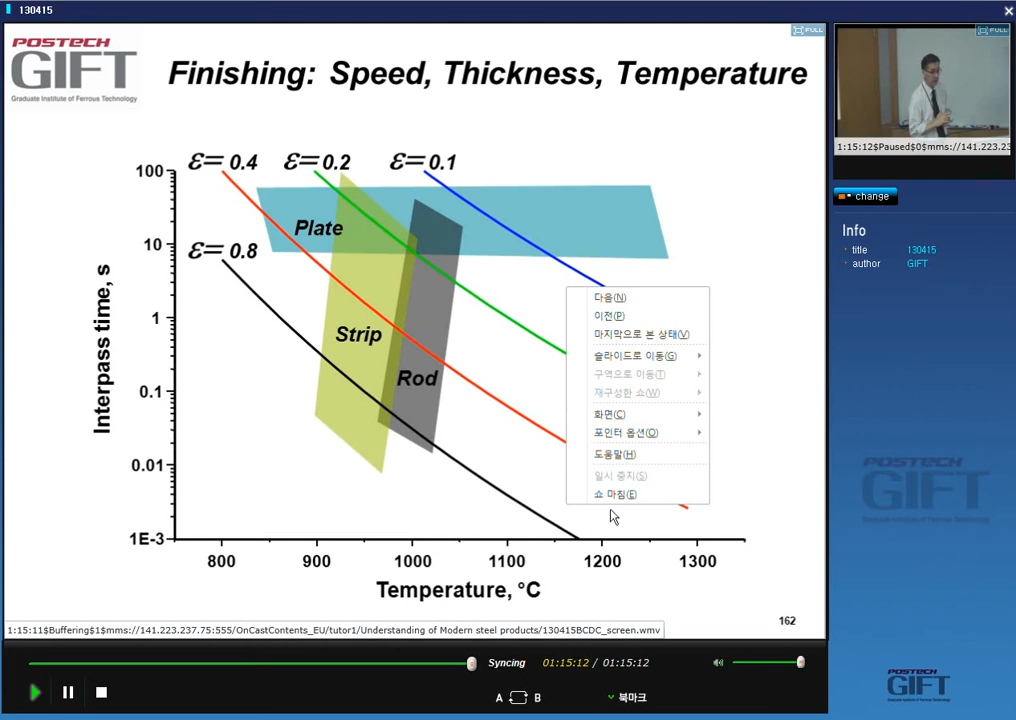 130415
POSTECH
GIFT
Graduate Institute of Ferrous Technology
Finishing: Speed, Thickness, Temperature
FULL
FULL
1:15:12$Paused$0$mms://141.223.23
change
Info
title 130415
author GIFT
ε= 0.4 ε= 0.2 ε= 0.1
ε= 0.8
Plate
Strip
Rod
100
10
1
0.1
0.01
1E-3
Interpass time, s
800 900 1000 1100 1200 1300
Temperature, °C
다음(N)
이전(P)
마지막으로 본 상태(V)
슬라이드로 이동(G)
구역으로 이동(T)
재구성한 쇼(W)
화면(C)
포인터 옵션(O)
도움말(H)
일시 중지(S)
쇼 마침(E)
162
1:15:11$Buffering$1$mms://141.223.237.75:555/OnCastContents_EU/tutor1/Understanding of Modern steel products/130415BCDC_screen.wmv
Syncing 01:15:12 / 01:15:12
A B 북마크
POSTECH
GIFT
POSTECH
GIFT